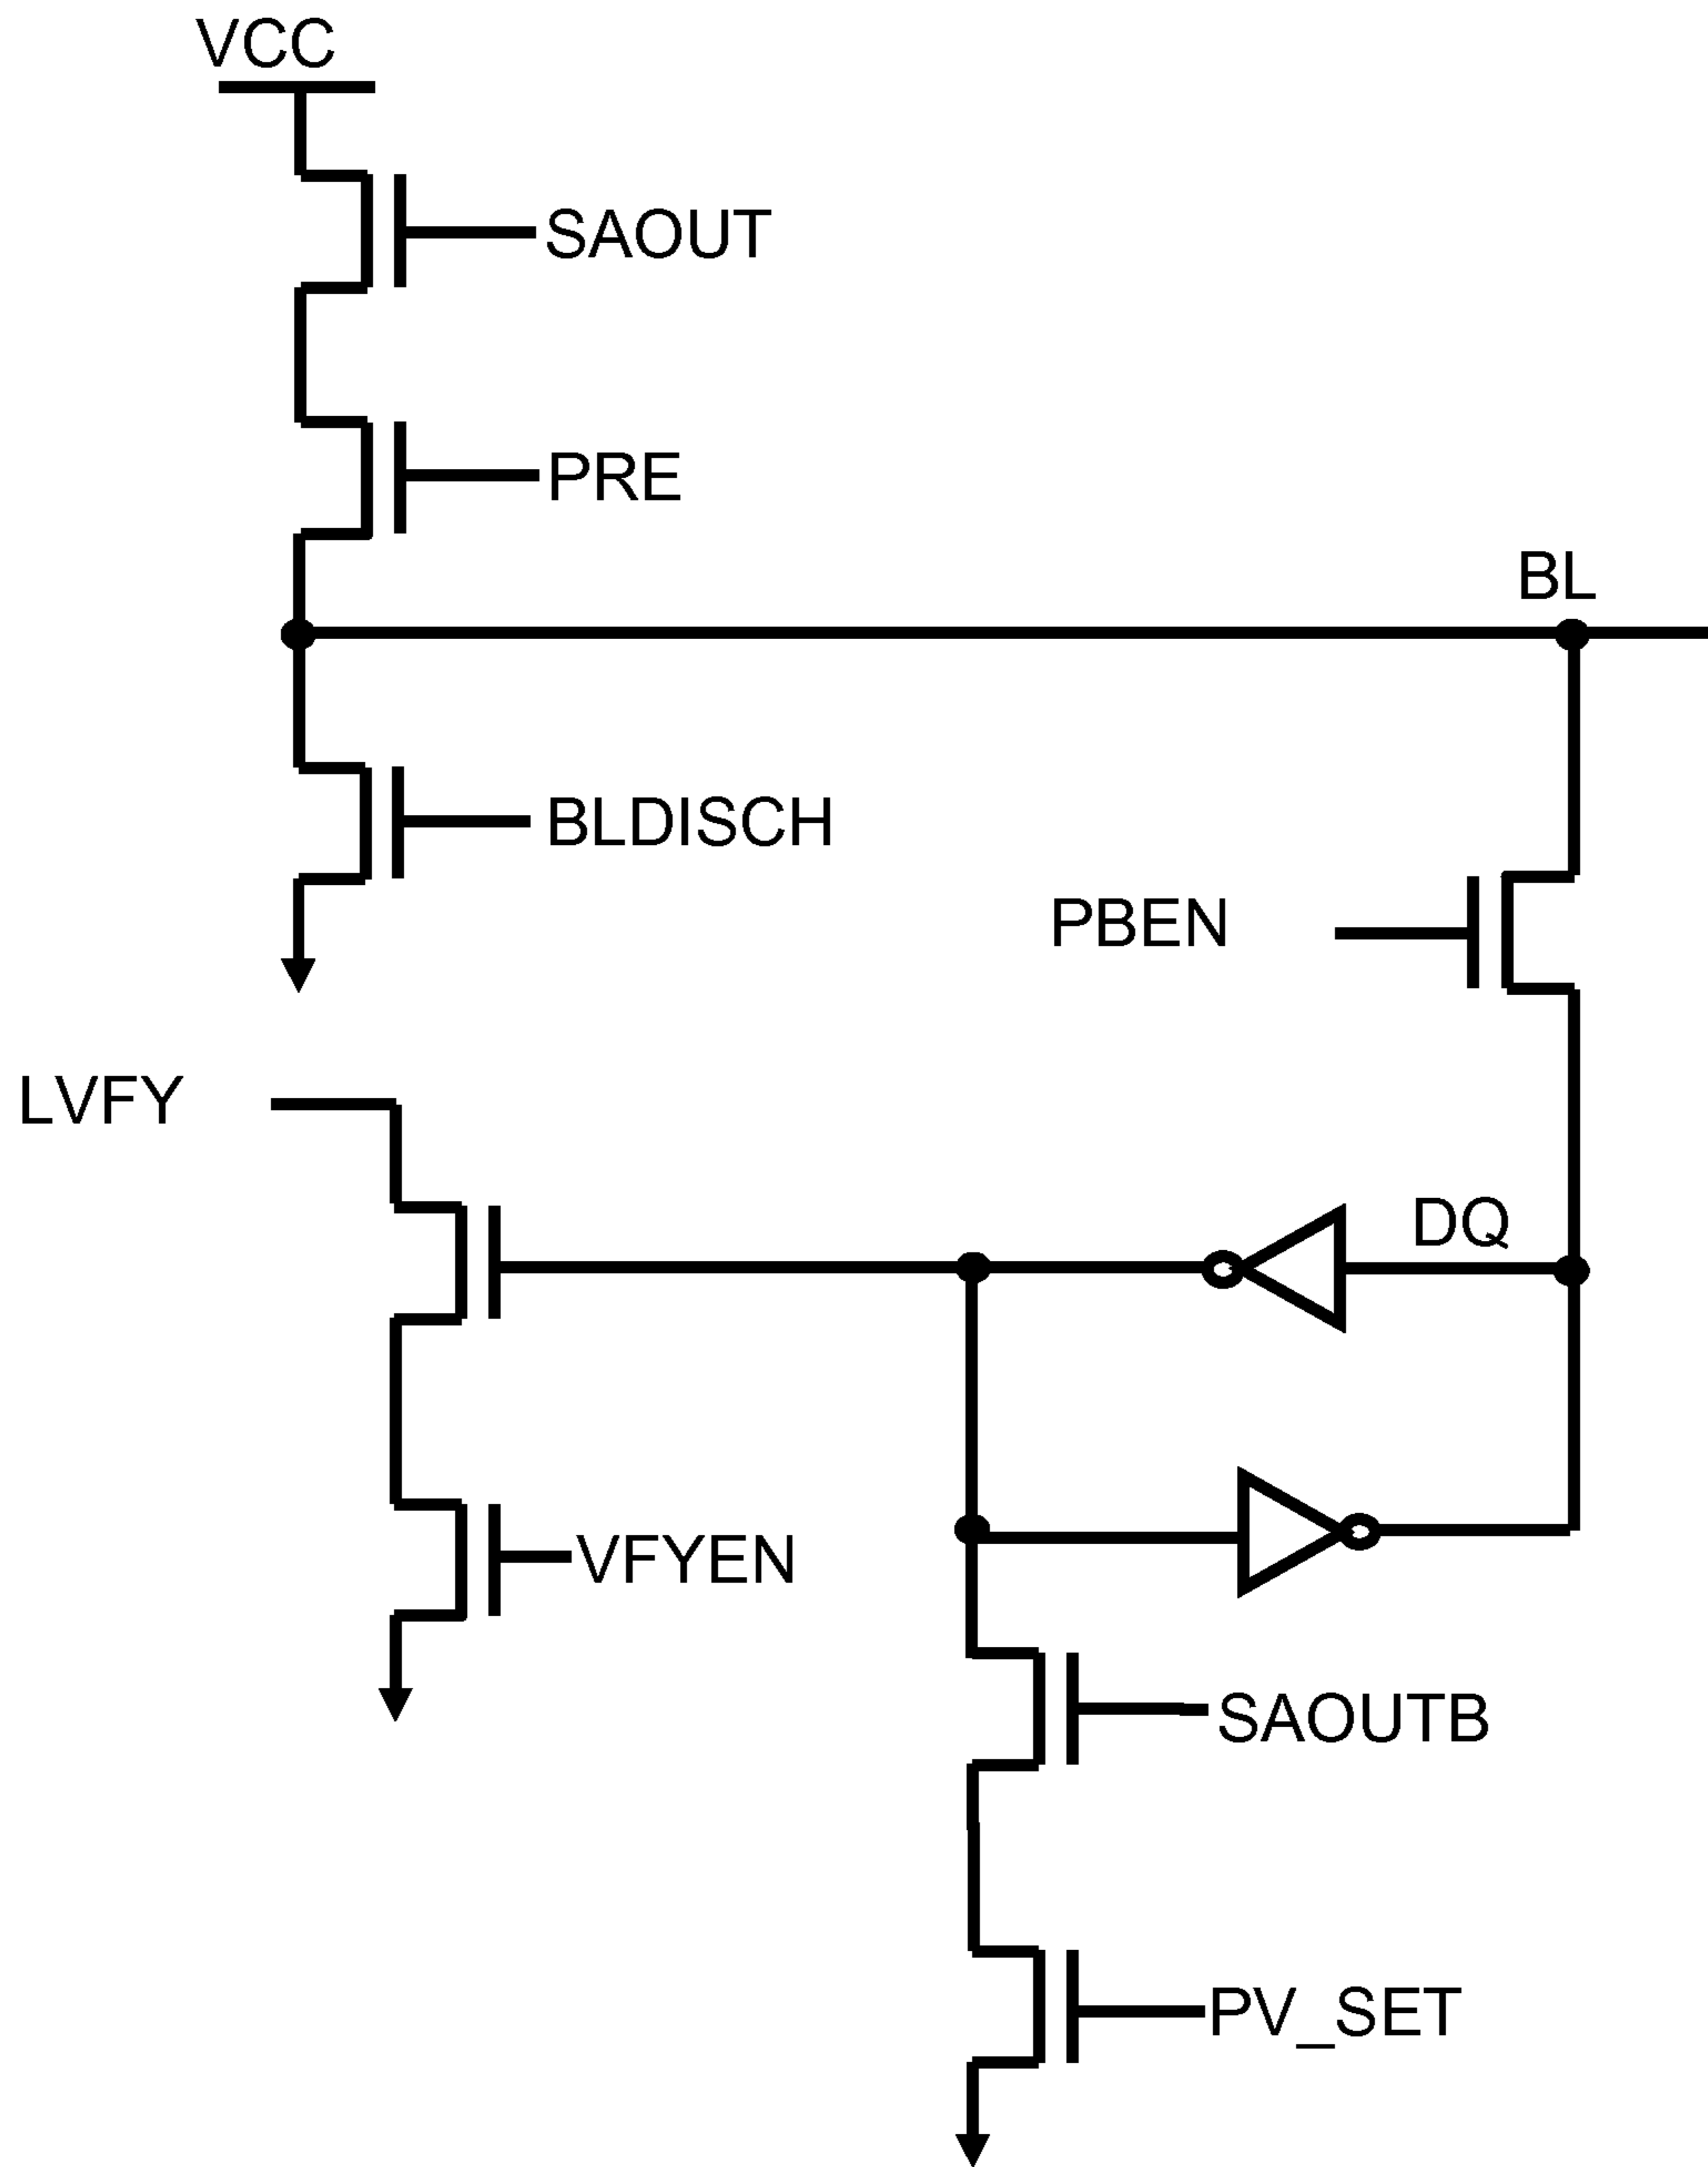 VCC
SAOUT
PRE
BL
BLDISCH
PBEN
LVFY
DQ
VFYEN
SAOUTB
PV_SET